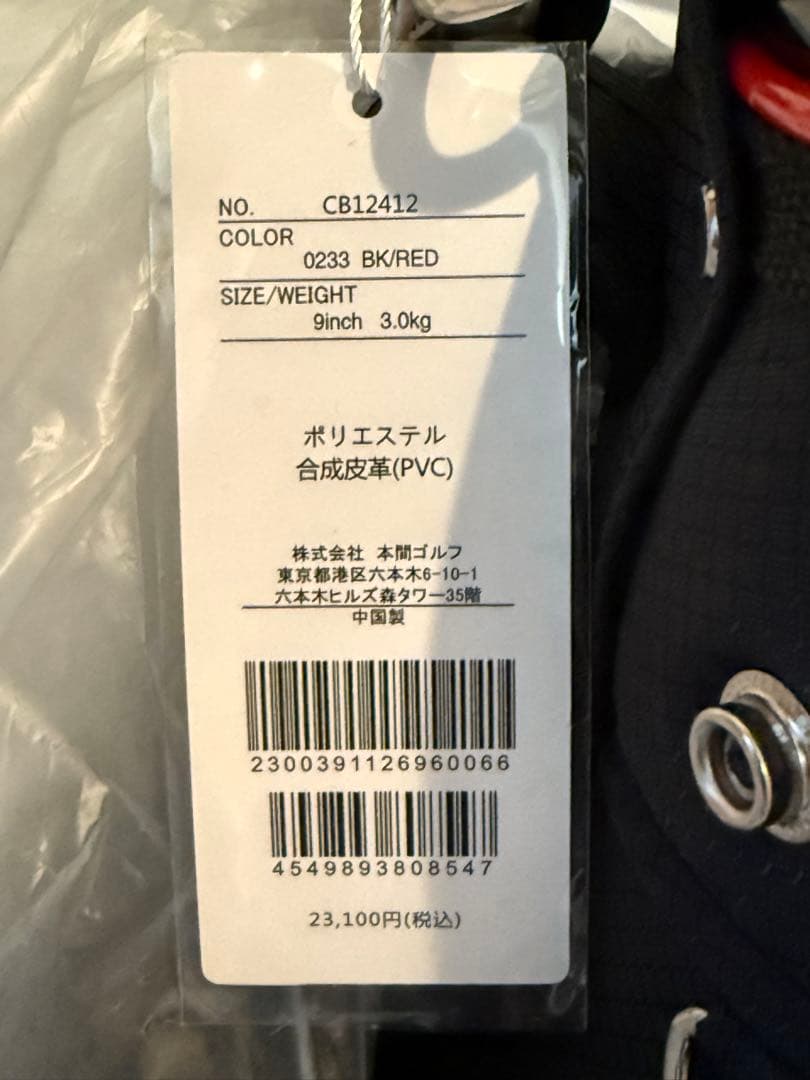 NO. CB12412
COLOR
0233 BK/RED
SIZE/WEIGHT
9inch 3.0kg
ポリエステル
合成皮革(PVC)
株式会社 本間ゴルフ
東京都港区六本木6-10-1
六本木ヒルズ森タワー35階
中国製
2300391126960066
4549893808547
23,100円(税込)